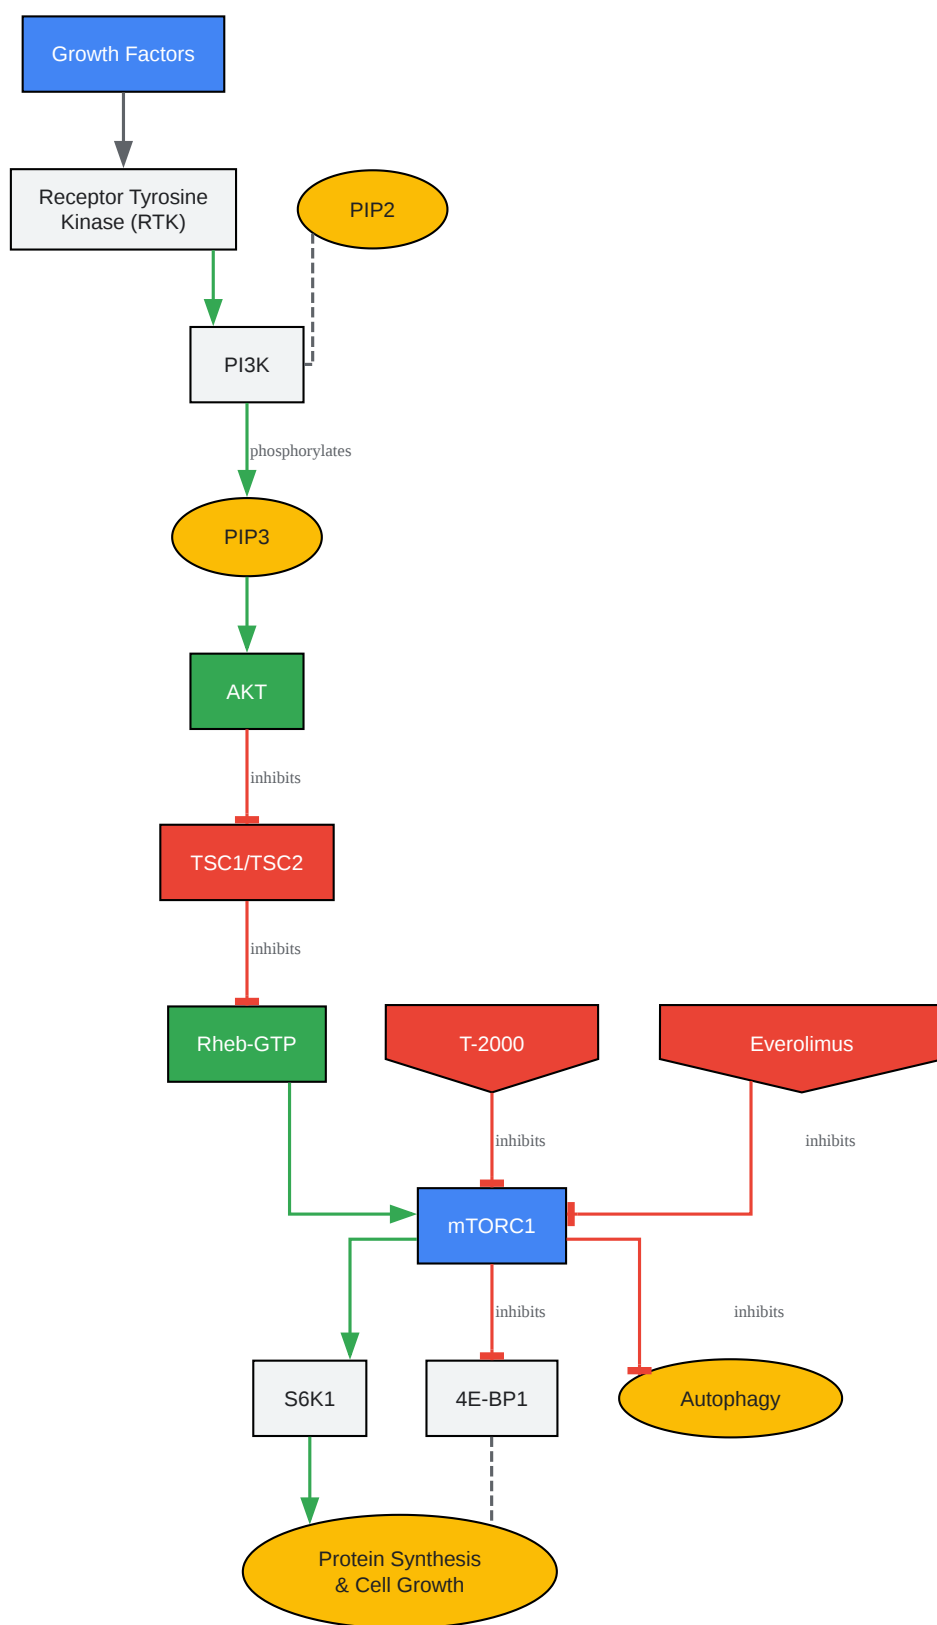 Growth Factors
Receptor Tyrosine
Kinase (RTK)
PIP2
PI3K
phosphorylates
PIP3
AKT
inhibits
TSC1/TSC2
inhibits
Rheb-GTP
T-2000
Everolimus
inhibits
inhibits
mTORC1
inhibits
inhibits
S6K1
4E-BP1
Autophagy
Protein Synthesis
& Cell Growth